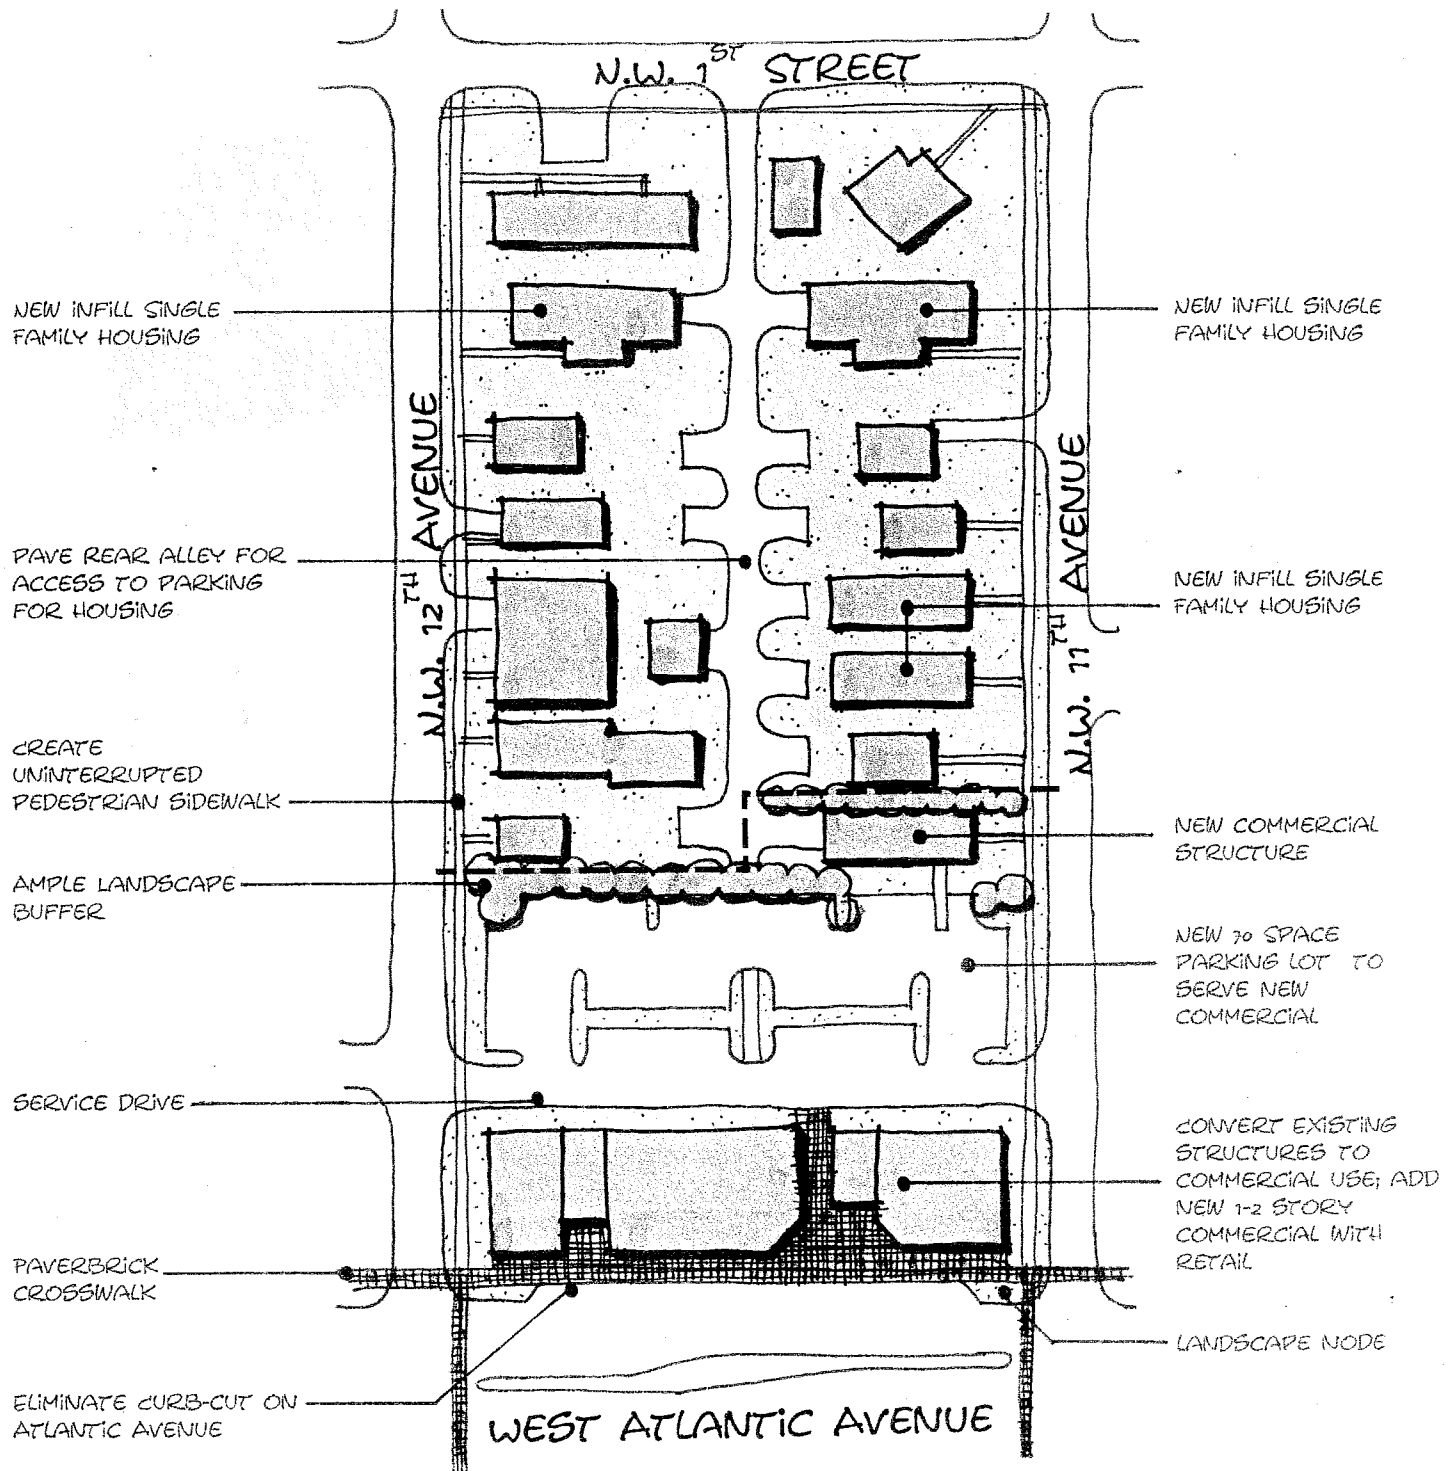 N.W. 1ST STREET
NEW INFILL SINGLE
FAMILY HOUSING
NEW INFILL SINGLE
FAMILY HOUSING
N.W. 12TH AVENUE
N.W. 11TH AVENUE
PAVE REAR ALLEY FOR
ACCESS TO PARKING
FOR HOUSING
NEW INFILL SINGLE
FAMILY HOUSING
CREATE
UNINTERRUPTED
PEDESTRIAN SIDEWALK
NEW COMMERCIAL
STRUCTURE
AMPLE LANDSCAPE
BUFFER
NEW 70 SPACE
PARKING LOT TO
SERVE NEW
COMMERCIAL
SERVICE DRIVE
CONVERT EXISTING
STRUCTURES TO
COMMERCIAL USE; ADD
NEW 1-2 STORY
COMMERCIAL WITH
RETAIL
PAVERBRICK
CROSSWALK
LANDSCAPE NODE
ELIMINATE CURB-CUT ON
ATLANTIC AVENUE
WEST ATLANTIC AVENUE